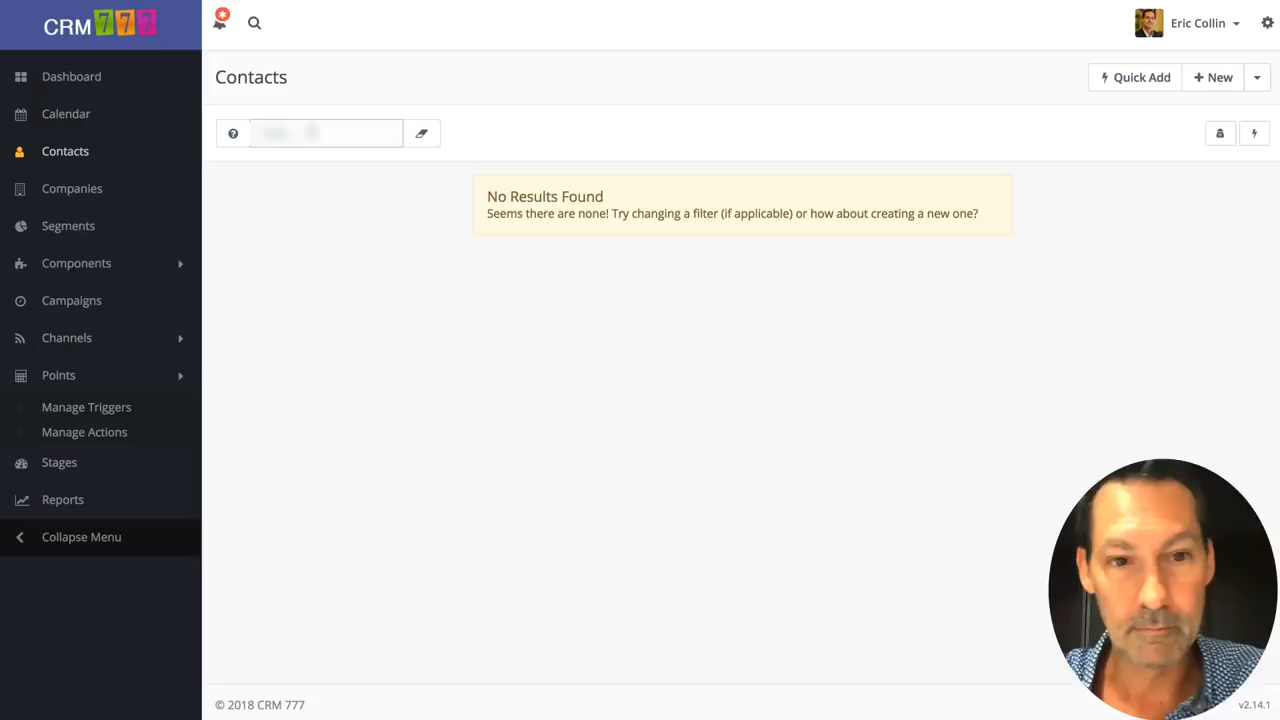 CRM 777
Eric Collin
Dashboard
Calendar
Contacts
Companies
Segments
Components
Campaigns
Channels
Points
Manage Triggers
Manage Actions
Stages
Reports
Collapse Menu
Contacts
Quick Add
New
No Results Found
Seems there are none! Try changing a filter (if applicable) or how about creating a new one?
© 2018 CRM 777
v2.14.1